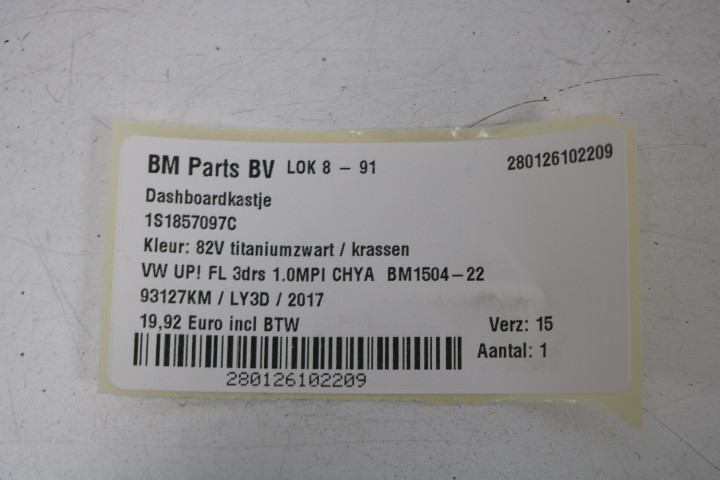 BM Parts BV LOK 8 - 91 280126102209
Dashboardkastje
1S1857097C
Kleur: 82V titaniumzwart / krassen
VW UP! FL 3drs 1.0MPI CHYA BM1504-22
93127KM / LY3D / 2017
19,92 Euro incl BTW Verz: 15
Aantal: 1
280126102209